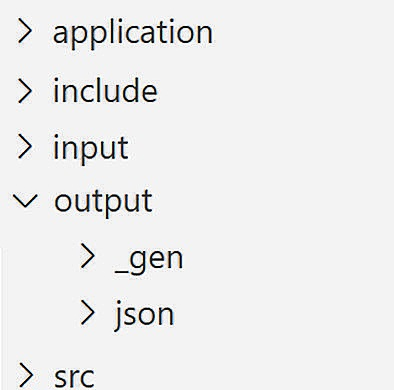 application
include
input
output
_gen
json
src